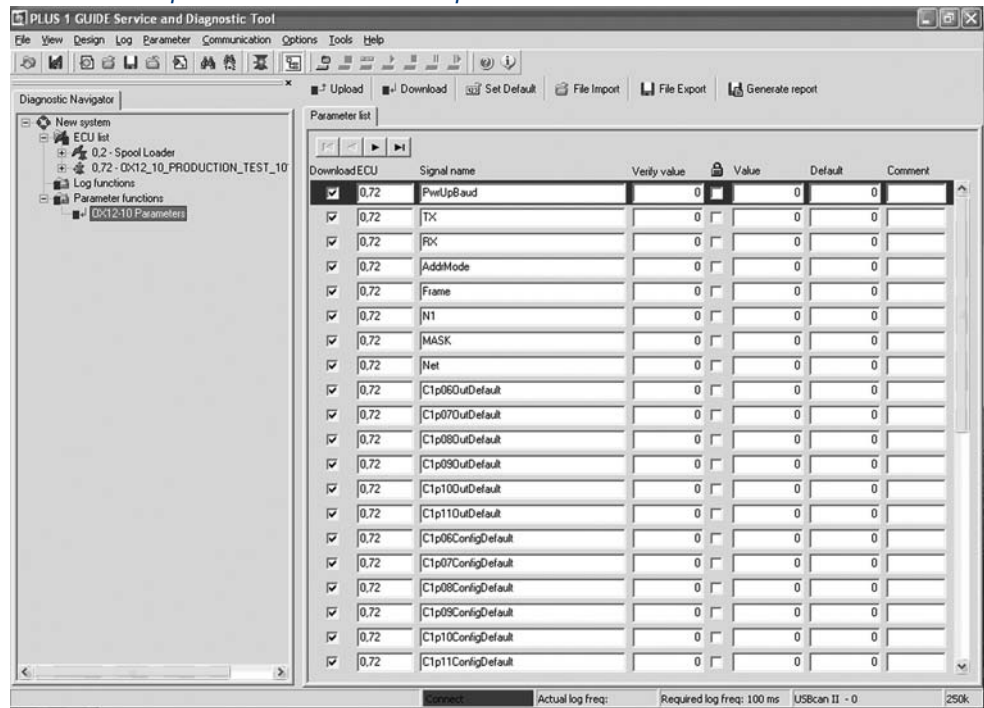 PLUS 1 GUIDE Service and Diagnostic Tool
File View Design Log Parameter Communication Options Tools Help
Diagnostic Navigator
New system
ECU list
0,2 - Spool Loader
0,72 - OX12_10_PRODUCTION_TEST_10
Log functions
Parameter functions
OX12-10 Parameters
Upload Download Set Default File Import File Export Generate report
Parameter list
Download ECU Signal name Verify value Value Default Comment
0,72 PwrUpBaud 0 0 0
0,72 TX 0 0 0
0,72 RX 0 0 0
0,72 AddrMode 0 0 0
0,72 Frame 0 0 0
0,72 N1 0 0 0
0,72 MASK 0 0 0
0,72 Net 0 0 0
0,72 C1p06OutDefault 0 0 0
0,72 C1p07OutDefault 0 0 0
0,72 C1p08OutDefault 0 0 0
0,72 C1p09OutDefault 0 0 0
0,72 C1p10OutDefault 0 0 0
0,72 C1p11OutDefault 0 0 0
0,72 C1p06ConfigDefault 0 0 0
0,72 C1p07ConfigDefault 0 0 0
0,72 C1p08ConfigDefault 0 0 0
0,72 C1p09ConfigDefault 0 0 0
0,72 C1p10ConfigDefault 0 0 0
0,72 C1p11ConfigDefault 0 0 0
Connect Actual log freq: Required log freq: 100 ms USBcan II - 0 250k